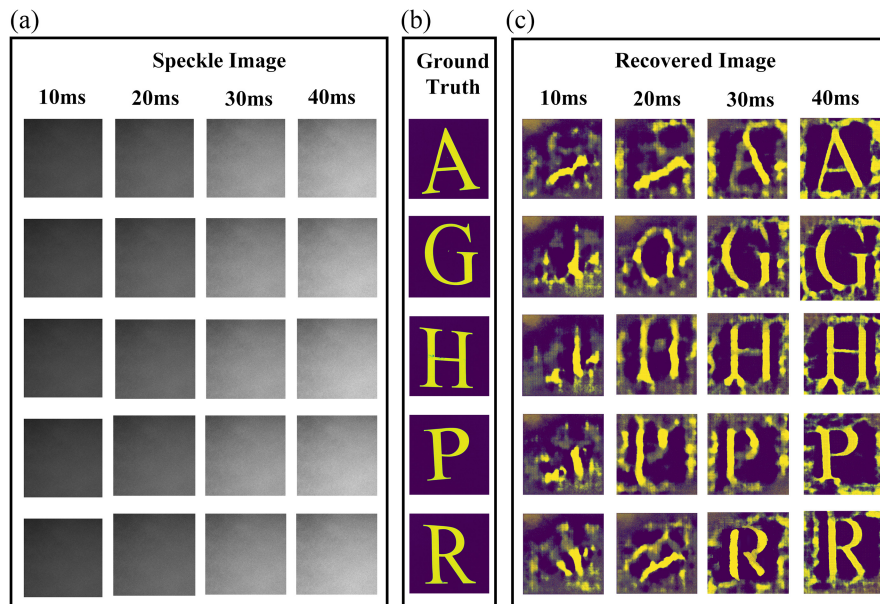 (a)
(b)
(c)
Speckle Image
Ground
Truth
Recovered Image
10ms 20ms 30ms 40ms
10ms 20ms 30ms 40ms
A A
G G G
H H H
P P P
R R R